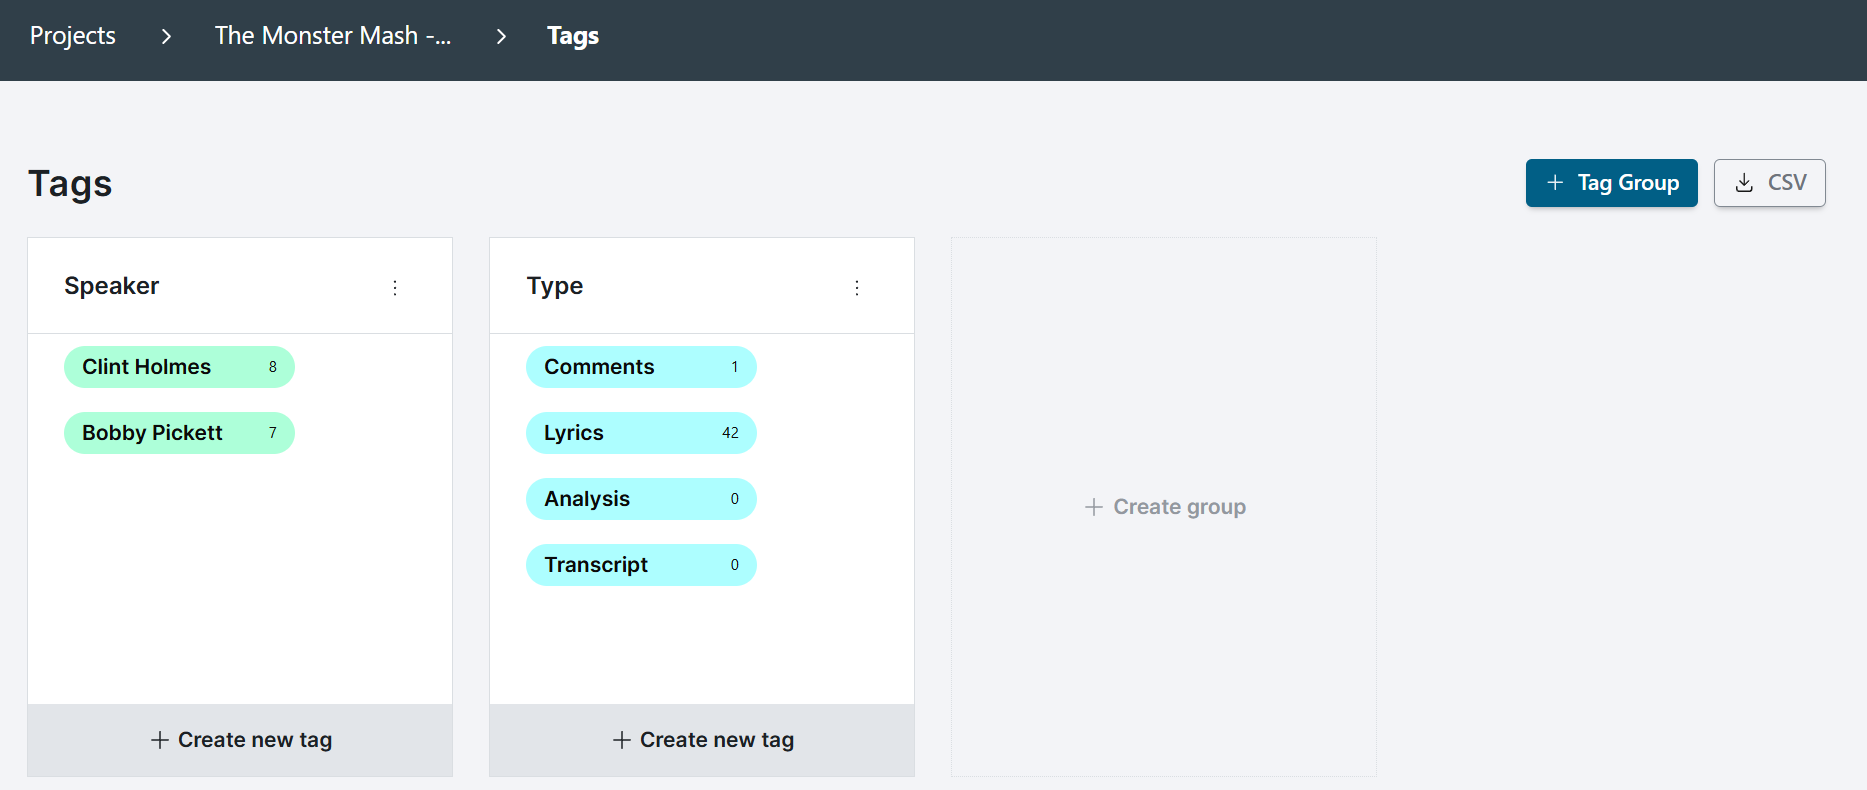 Projects > The Monster Mash -... > Tags
Tags
+ Tag Group
CSV
Speaker
Clint Holmes 8
Bobby Pickett 7
+ Create new tag
Type
Comments 1
Lyrics 42
Analysis 0
Transcript 0
+ Create new tag
+ Create group